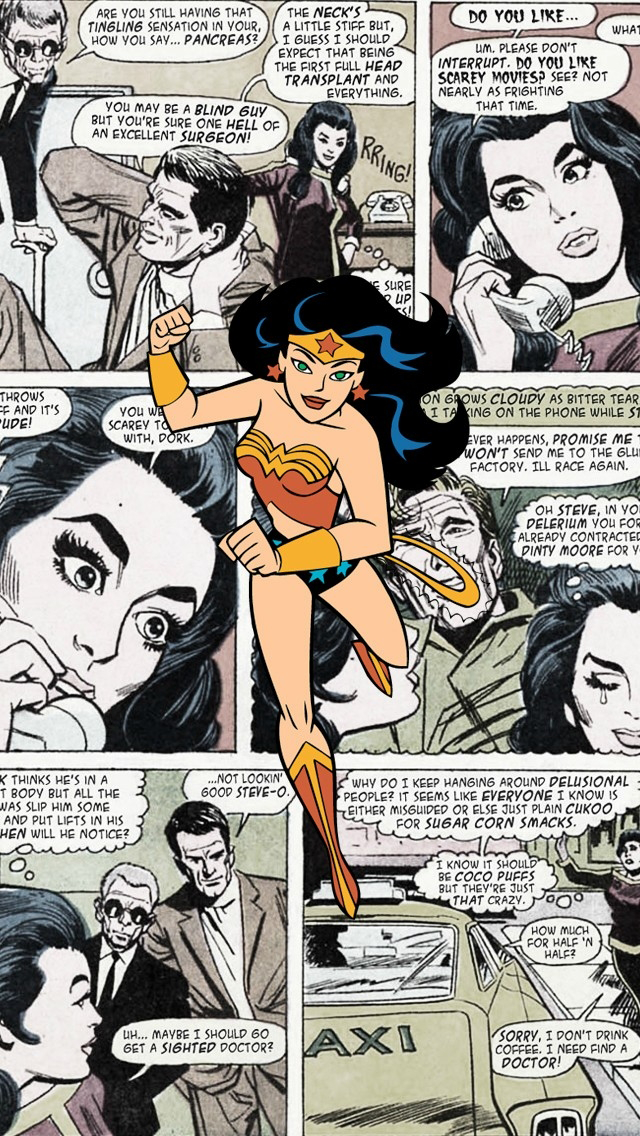 ARE YOU STILL HAVING THAT
TINGLING SENSATION IN YOUR,
HOW YOU SAY... PANCREAS?
THE NECK'S
A LITTLE STIFF BUT,
I GUESS I SHOULD
EXPECT THAT BEING
THE FIRST FULL HEAD
TRANSPLANT AND
EVERYTHING.
YOU MAY BE A BLIND GUY
BUT YOU'RE SURE ONE HELL OF
AN EXCELLENT SURGEON!
RRING!
SURE
UP
DO YOU LIKE...
UM. PLEASE DON'T
INTERRUPT. DO YOU LIKE
SCAREY MOVIES? SEE? NOT
NEARLY AS FRIGHTING
THAT TIME.
WHAT
THROWS
FF AND IT'S
UDE!
YOU WE
SCAREY TO
WITH, DORK.
ON GROWS CLOUDY AS BITTER TEAR
I TALKING ON THE PHONE WHILE ST
EVER HAPPENS, PROMISE ME
WON'T SEND ME TO THE GLU
FACTORY. ILL RACE AGAIN.
OH STEVE, IN YO
DELERIUM YOU FOR
ALREADY CONTRACTED
DINTY MOORE FOR Y
K THINKS HE'S IN A
T BODY BUT ALL THE
WAS SLIP HIM SOME
AND PUT LIFTS IN HIS
HEN WILL HE NOTICE?
...NOT LOOKIN'
GOOD STEVE-O.
UH... MAYBE I SHOULD GO
GET A SIGHTED DOCTOR?
WHY DO I KEEP HANGING AROUND DELUSIONAL
PEOPLE? IT SEEMS LIKE EVERYONE I KNOW IS
EITHER MISGUIDED OR ELSE JUST PLAIN CUKOO
FOR SUGAR CORN SMACKS.
I KNOW IT SHOULD
BE COCO PUFFS
BUT THEY'RE JUST
THAT CRAZY.
HOW MUCH
FOR HALF 'N
HALF?
AXI
SORRY, I DON'T DRINK
COFFEE. I NEED FIND A
DOCTOR!